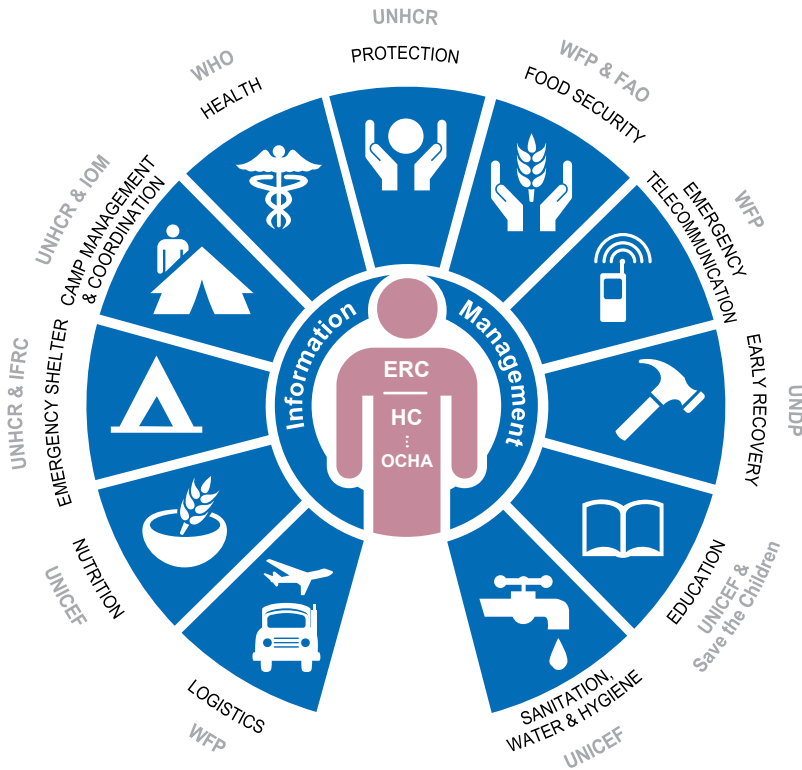 UNHCR
PROTECTION
WFP & FAO
FOOD SECURITY
WFP
EMERGENCY
TELECOMMUNICATION
UNDP
EARLY RECOVERY
UNICEF &
Save the Children
EDUCATION
SANITATION,
WATER & HYGIENE
UNICEF
LOGISTICS
WFP
NUTRITION
UNICEF
UNHCR & IFRC
EMERGENCY SHELTER
UNHCR & IOM
CAMP MANAGEMENT
& COORDINATION
WHO
HEALTH
Information Management
ERC
HC
OCHA